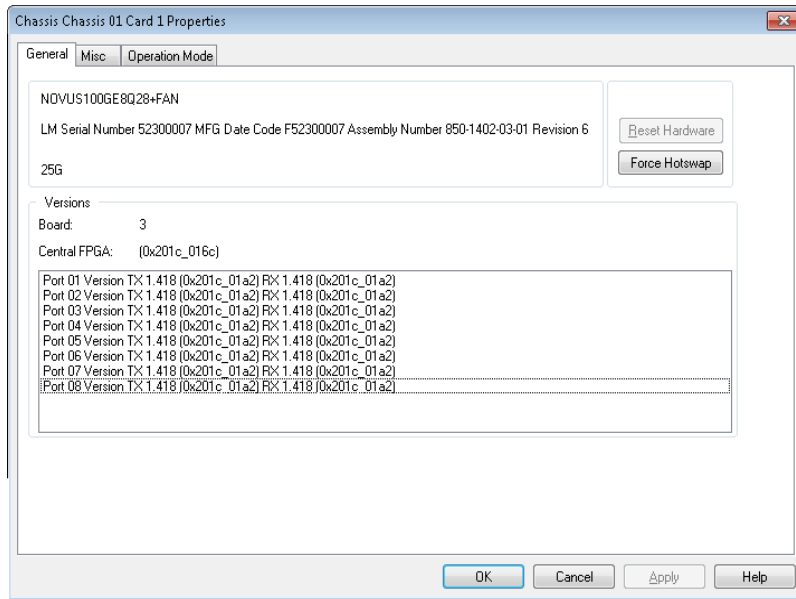 Chassis Chassis 01 Card 1 Properties
General Misc Operation Mode
NOVUS100GE8Q28+FAN
LM Serial Number 52300007 MFG Date Code F52300007 Assembly Number 850-1402-03-01 Revision 6
25G
Reset Hardware
Force Hotswap
Versions
Board: 3
Central FPGA: (0x201c_016c)
Port 01 Version TX 1.418 (0x201c_01a2) RX 1.418 (0x201c_01a2)
Port 02 Version TX 1.418 (0x201c_01a2) RX 1.418 (0x201c_01a2)
Port 03 Version TX 1.418 (0x201c_01a2) RX 1.418 (0x201c_01a2)
Port 04 Version TX 1.418 (0x201c_01a2) RX 1.418 (0x201c_01a2)
Port 05 Version TX 1.418 (0x201c_01a2) RX 1.418 (0x201c_01a2)
Port 06 Version TX 1.418 (0x201c_01a2) RX 1.418 (0x201c_01a2)
Port 07 Version TX 1.418 (0x201c_01a2) RX 1.418 (0x201c_01a2)
Port 08 Version TX 1.418 (0x201c_01a2) RX 1.418 (0x201c_01a2)
OK Cancel Apply Help